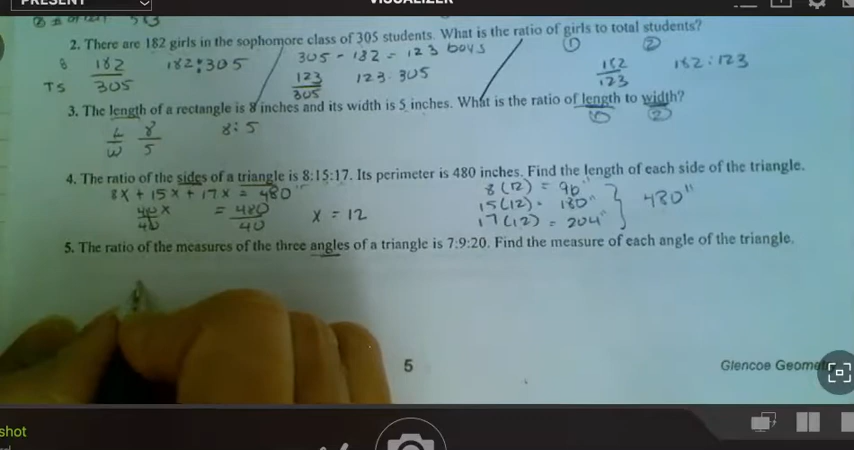 PRESENT
VISUALIZER
2. There are 182 girls in the sophomore class of 305 students. What is the ratio of girls to total students?
305 - 182 = 123 boys
① ②
182 182:305
TS 305
123 123 305
305
182 182:123
123
3. The length of a rectangle is 8 inches and its width is 5 inches. What is the ratio of length to width?
① ②
L 8 8:5
W 5
4. The ratio of the sides of a triangle is 8:15:17. Its perimeter is 480 inches. Find the length of each side of the triangle.
8x + 15x + 17x = 480"
40x = 480 x = 12
40 40
8(12) = 96"
15(12) = 180"
17(12) = 204"
480"
5. The ratio of the measures of the three angles of a triangle is 7:9:20. Find the measure of each angle of the triangle.
5
Glencoe Geome
shot